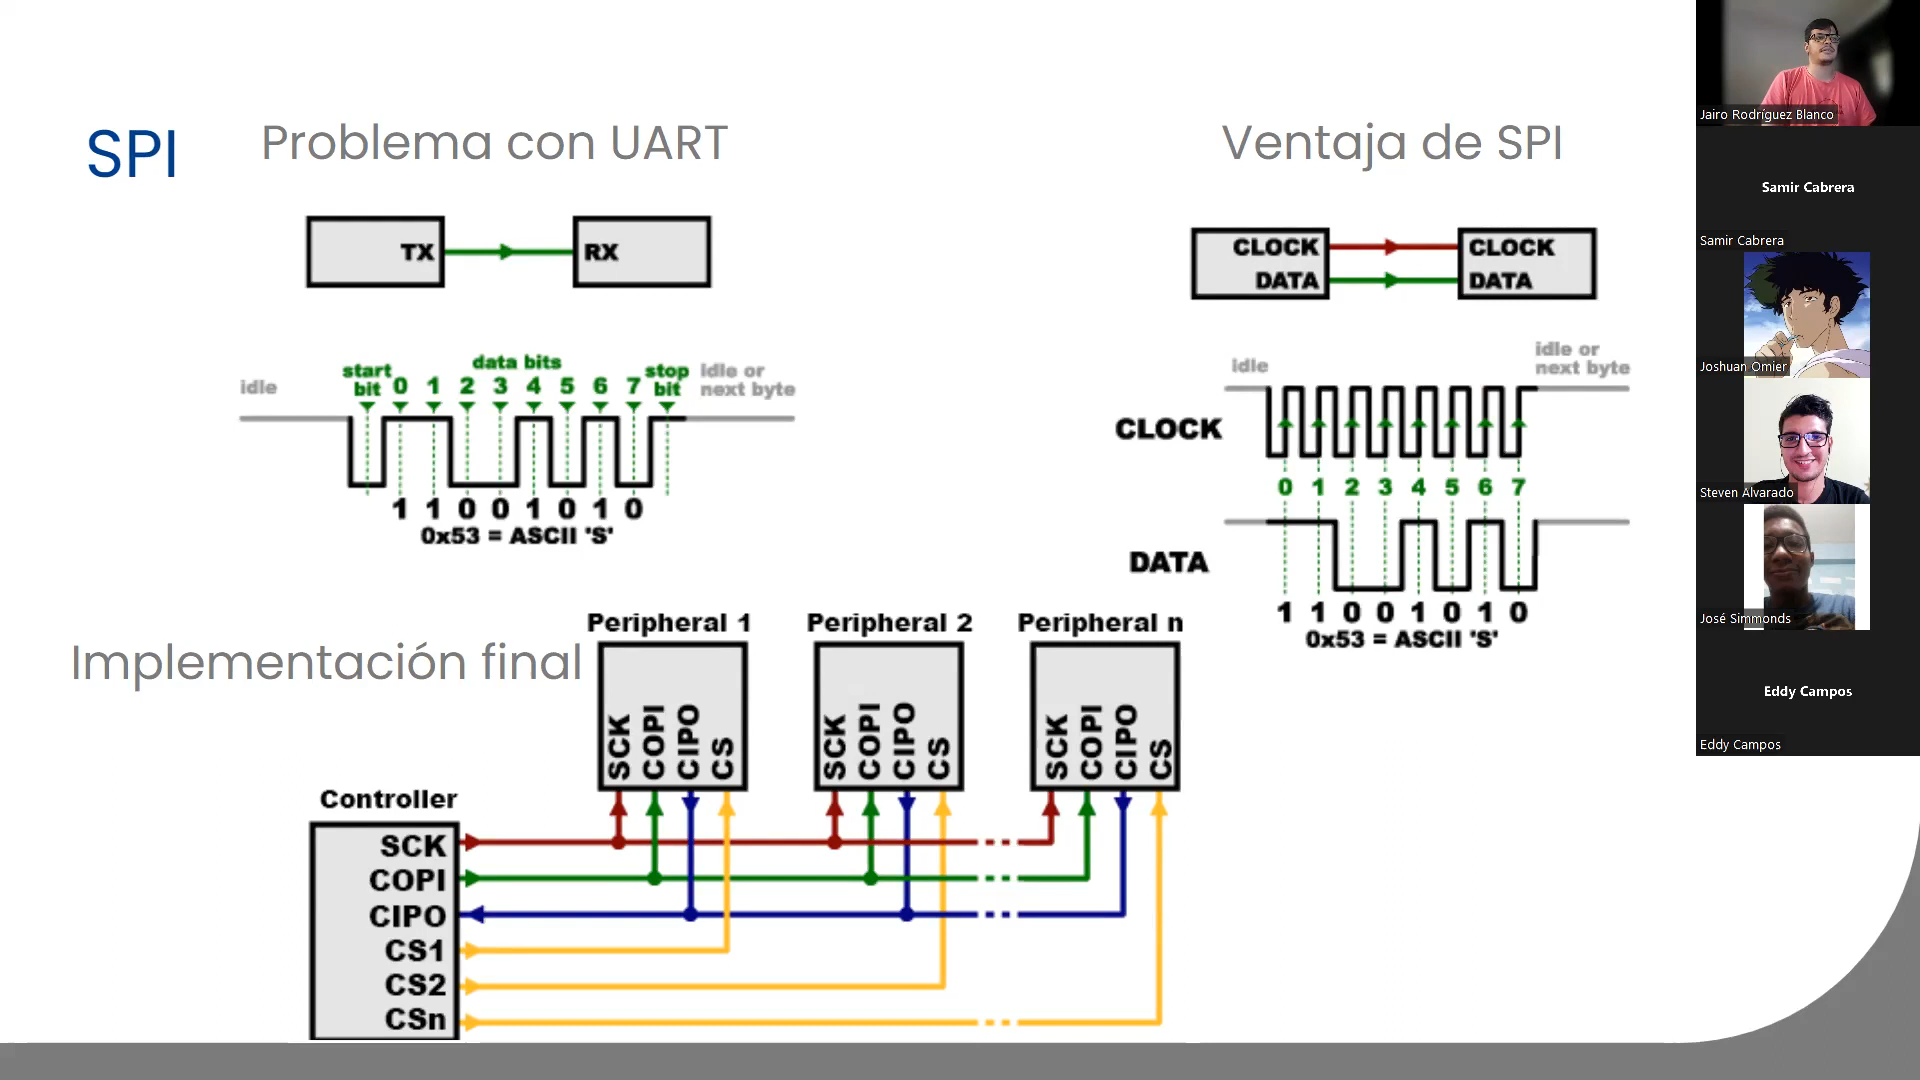 SPI
Problema con UART
TX
RX
idle
start
bit
data bits
0 1 2 3 4 5 6 7
stop
bit
idle or
next byte
1 1 0 0 1 0 1 0
0x53 = ASCII 'S'
Ventaja de SPI
CLOCK
DATA
CLOCK
DATA
idle
idle or
next byte
CLOCK
0 1 2 3 4 5 6 7
DATA
1 1 0 0 1 0 1 0
0x53 = ASCII 'S'
Implementación final
Peripheral 1
SCK
COPI
CIPO
CS
Peripheral 2
SCK
COPI
CIPO
CS
Peripheral n
SCK
COPI
CIPO
CS
Controller
SCK
COPI
CIPO
CS1
CS2
CSn
Jairo Rodríguez Blanco
Samir Cabrera
Samir Cabrera
Joshuan Omier
Steven Alvarado
José Simmonds
Eddy Campos
Eddy Campos